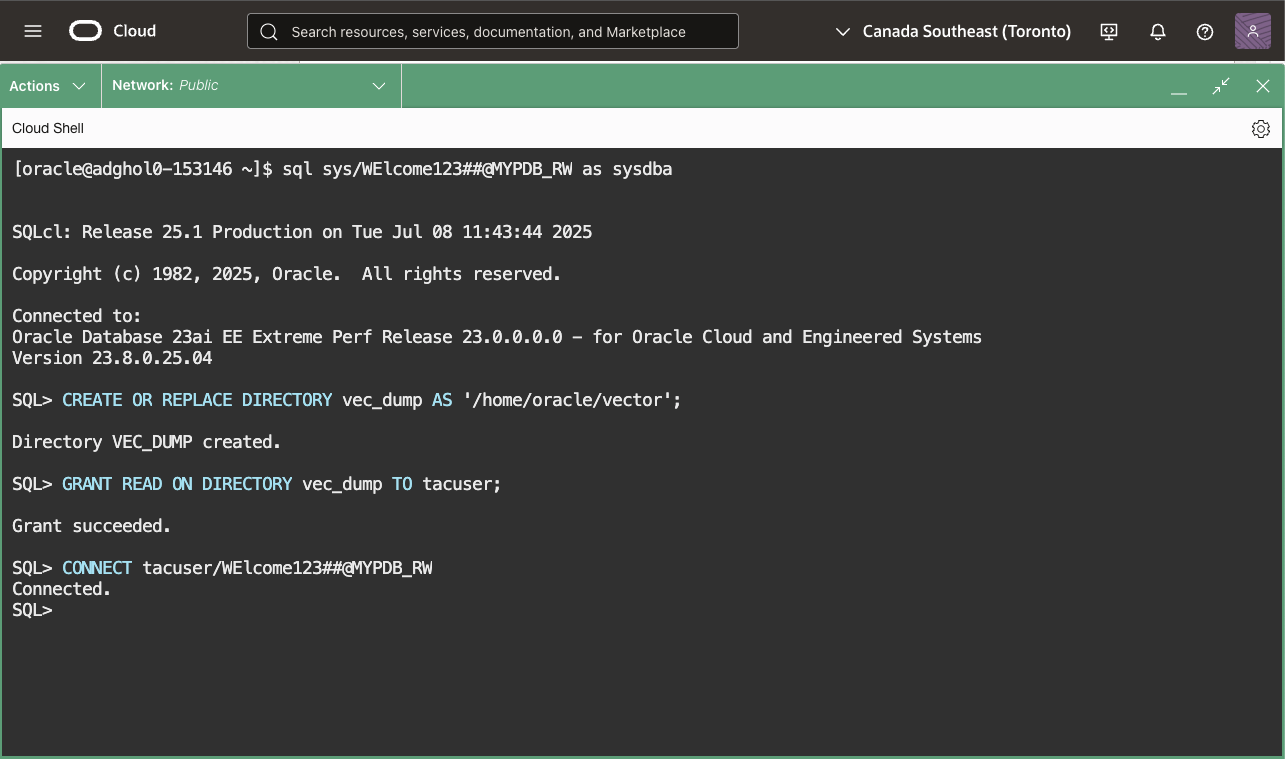 Cloud
Search resources, services, documentation, and Marketplace
Canada Southeast (Toronto)
Actions
Network: Public
Cloud Shell
[oracle@adghol0-153146 ~]$ sql sys/WElcome123##@MYPDB_RW as sysdba
SQLcl: Release 25.1 Production on Tue Jul 08 11:43:44 2025
Copyright (c) 1982, 2025, Oracle.  All rights reserved.
Connected to:
Oracle Database 23ai EE Extreme Perf Release 23.0.0.0.0 - for Oracle Cloud and Engineered Systems
Version 23.8.0.25.04
SQL> CREATE OR REPLACE DIRECTORY vec_dump AS '/home/oracle/vector';
Directory VEC_DUMP created.
SQL> GRANT READ ON DIRECTORY vec_dump TO tacuser;
Grant succeeded.
SQL> CONNECT tacuser/WElcome123##@MYPDB_RW
Connected.
SQL>